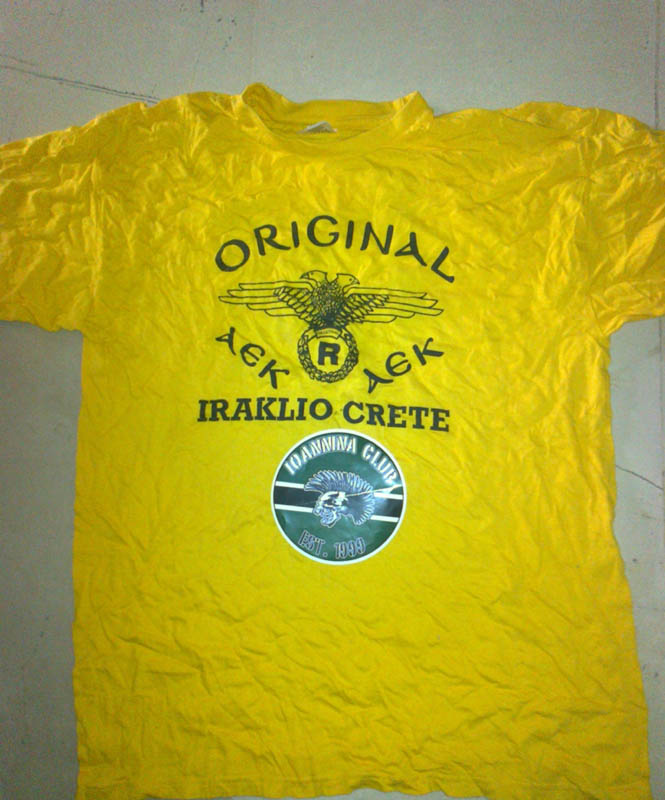 ORIGINAL
ΑΕΚ R ΑΕΚ
IRAKLIO CRETE
IOANNINA CLUB
EST. 1999